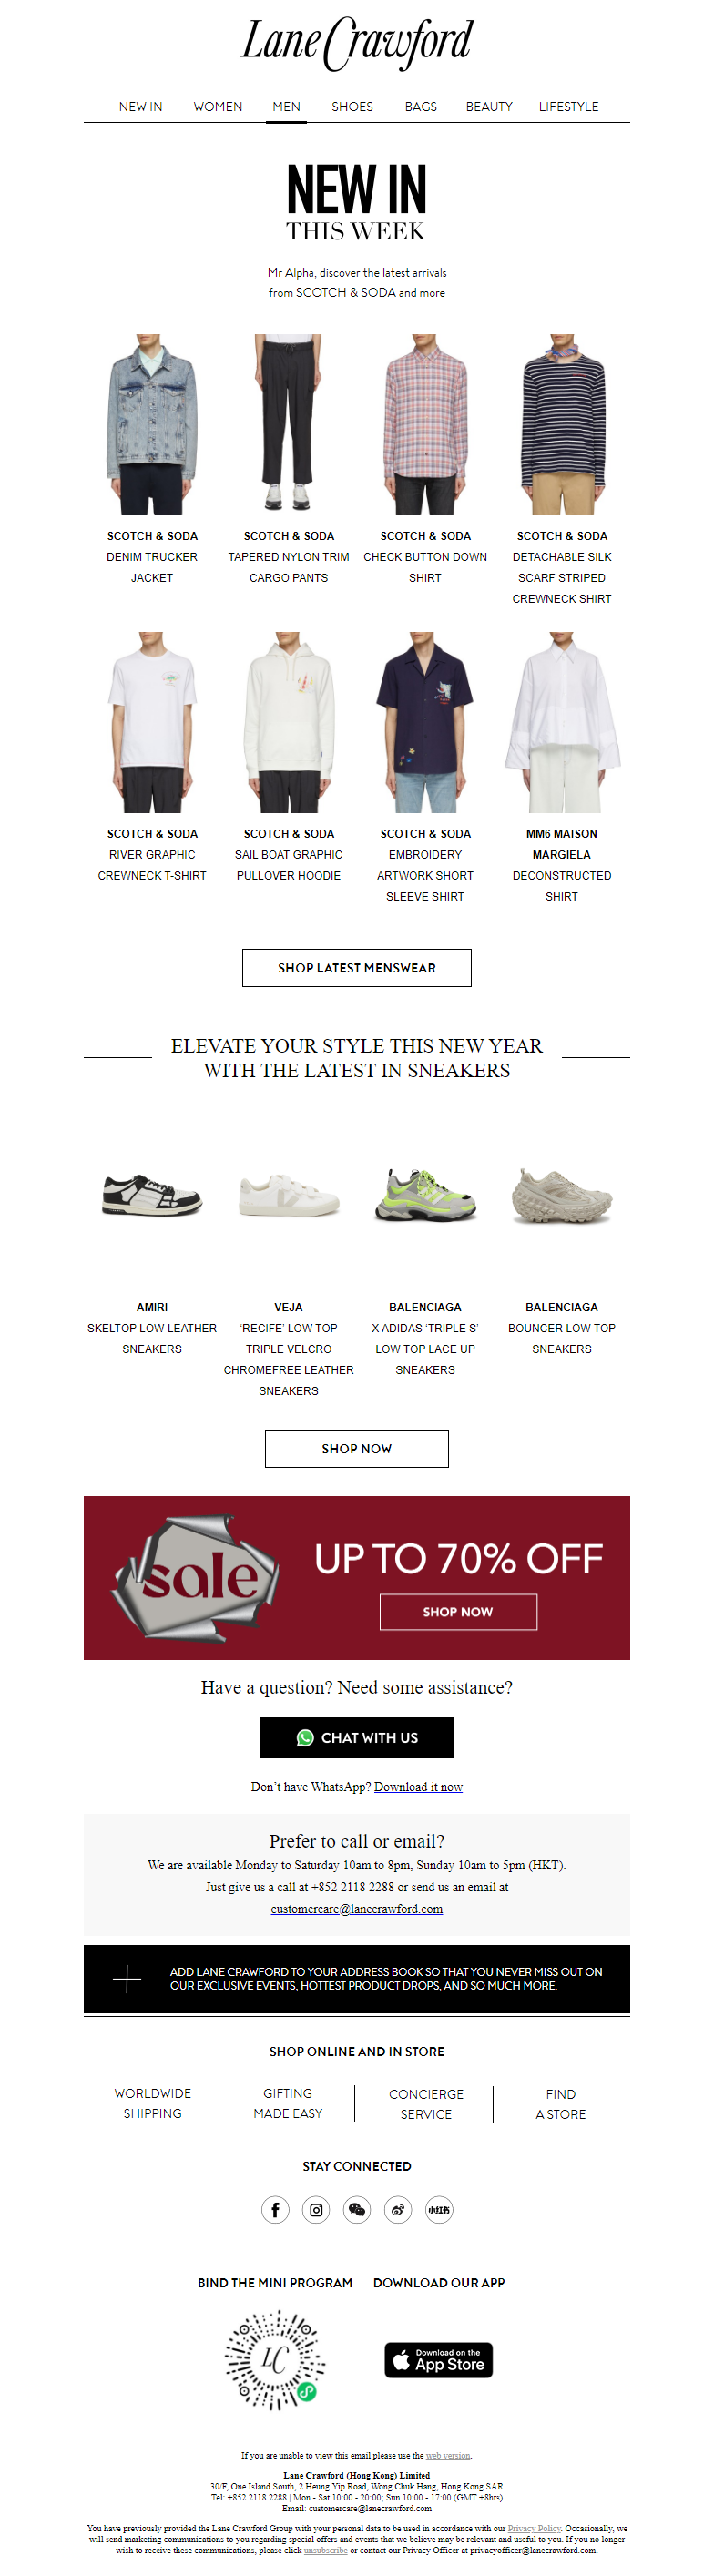 Lane Crawford
NEW IN WOMEN MEN SHOES BAGS BEAUTY LIFESTYLE
NEW IN
THIS WEEK
Mr Alpha, discover the latest arrivals
from SCOTCH & SODA and more
SCOTCH & SODA
DENIM TRUCKER
JACKET
SCOTCH & SODA
TAPERED NYLON TRIM
CARGO PANTS
SCOTCH & SODA
CHECK BUTTON DOWN
SHIRT
SCOTCH & SODA
DETACHABLE SILK
SCARF STRIPED
CREWNECK SHIRT
SCOTCH & SODA
RIVER GRAPHIC
CREWNECK T-SHIRT
SCOTCH & SODA
SAIL BOAT GRAPHIC
PULLOVER HOODIE
SCOTCH & SODA
EMBROIDERY
ARTWORK SHORT
SLEEVE SHIRT
MM6 MAISON
MARGIELA
DECONSTRUCTED
SHIRT
SHOP LATEST MENSWEAR
ELEVATE YOUR STYLE THIS NEW YEAR
WITH THE LATEST IN SNEAKERS
AMIRI
SKELTOP LOW LEATHER
SNEAKERS
VEJA
‘RECIFE’ LOW TOP
TRIPLE VELCRO
CHROMEFREE LEATHER
SNEAKERS
BALENCIAGA
X ADIDAS ‘TRIPLE S’
LOW TOP LACE UP
SNEAKERS
BALENCIAGA
BOUNCER LOW TOP
SNEAKERS
SHOP NOW
sale
UP TO 70% OFF
SHOP NOW
Have a question? Need some assistance?
CHAT WITH US
Don’t have WhatsApp? Download it now
Prefer to call or email?
We are available Monday to Saturday 10am to 8pm, Sunday 10am to 5pm (HKT).
Just give us a call at +852 2118 2288 or send us an email at
customercare@lanecrawford.com
ADD LANE CRAWFORD TO YOUR ADDRESS BOOK SO THAT YOU NEVER MISS OUT ON
OUR EXCLUSIVE EVENTS, HOTTEST PRODUCT DROPS, AND SO MUCH MORE.
SHOP ONLINE AND IN STORE
WORLDWIDE
SHIPPING
GIFTING
MADE EASY
CONCIERGE
SERVICE
FIND
A STORE
STAY CONNECTED
小红书
BIND THE MINI PROGRAM
DOWNLOAD OUR APP
LC
Download on the
App Store
If you are unable to view this email please use the web version.
Lane Crawford (Hong Kong) Limited
30/F, One Island South, 2 Heung Yip Road, Wong Chuk Hang, Hong Kong SAR
Tel: +852 2118 2288 | Mon - Sat 10:00 - 20:00; Sun 10:00 - 17:00 (GMT +8hrs)
Email: customercare@lanecrawford.com
You have previously provided the Lane Crawford Group with your personal data to be used in accordance with our Privacy Policy. Occasionally, we
will send marketing communications to you regarding special offers and events that we believe may be relevant and useful to you. If you no longer
wish to receive these communications, please click unsubscribe or contact our Privacy Officer at privacyofficer@lanecrawford.com.